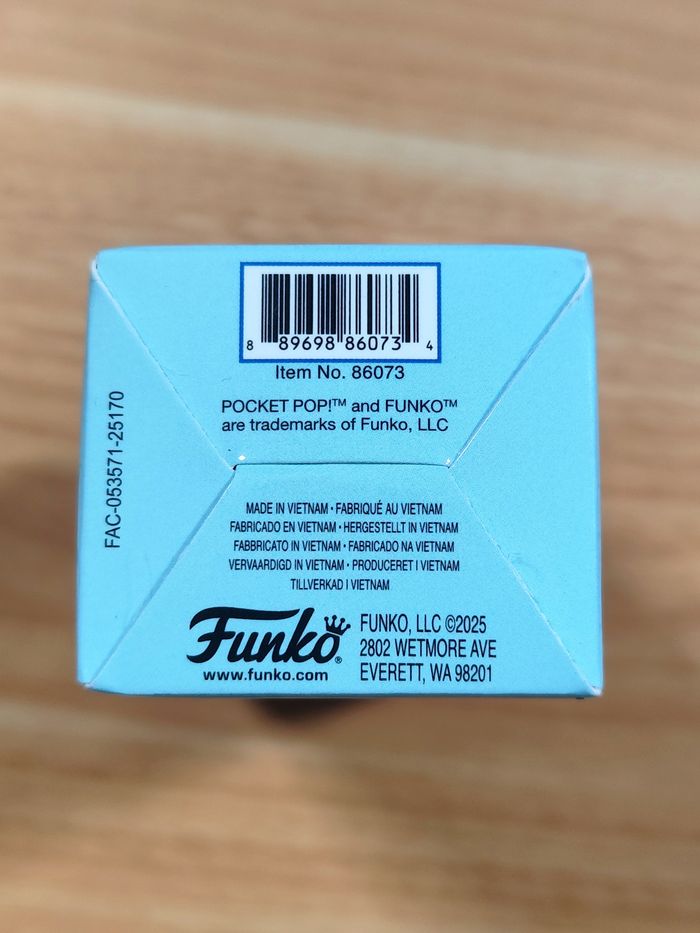 8 89698 86073 4
Item No. 86073
POCKET POP!™ and FUNKO™
are trademarks of Funko, LLC
FAC-053571-25170
MADE IN VIETNAM • FABRIQUÉ AU VIETNAM
FABRICADO EN VIETNAM • HERGESTELLT IN VIETNAM
FABBRICATO IN VIETNAM • FABRICADO NA VIETNAM
VERVAARDIGD IN VIETNAM • PRODUCERET I VIETNAM
TILLVERKAD I VIETNAM
Funko®
www.funko.com
FUNKO, LLC ©2025
2802 WETMORE AVE
EVERETT, WA 98201